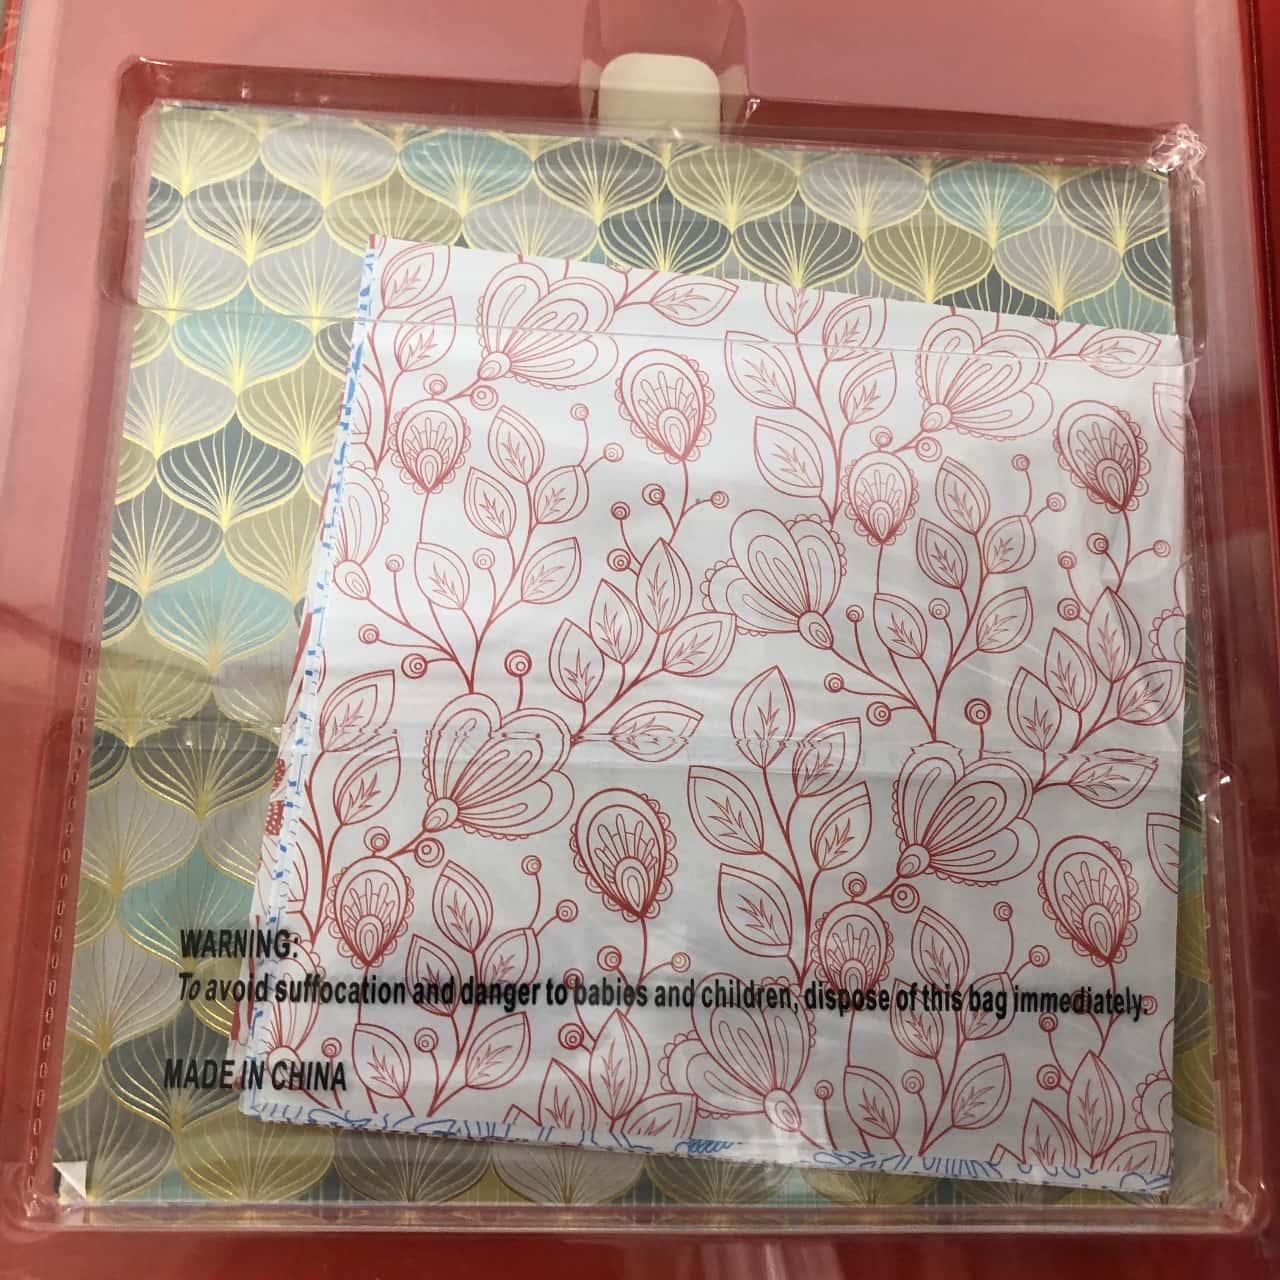 WARNING:
To avoid suffocation and danger to babies and children, dispose of this bag immediately.
MADE IN CHINA